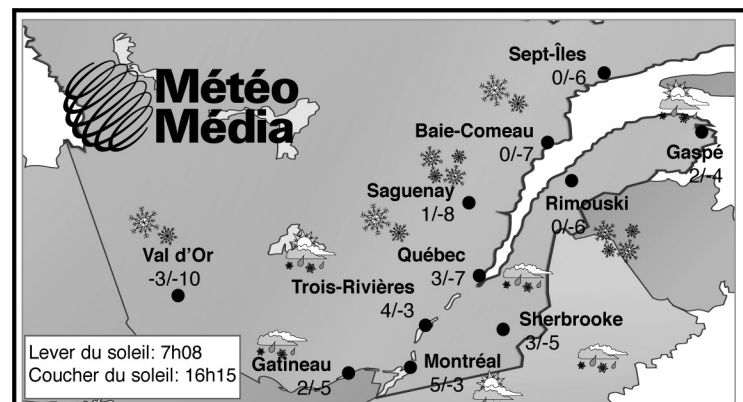 Météo
Média
Sept-Îles
0/-6
Baie-Comeau
0/-7
Gaspé
2/-4
Saguenay
1/-8
Rimouski
0/-6
Val d'Or
-3/-10
Québec
3/-7
Trois-Rivières
4/-3
Sherbrooke
3/-5
Lever du soleil: 7h08
Coucher du soleil: 16h15
Gatineau
2/-5
Montréal
5/-3